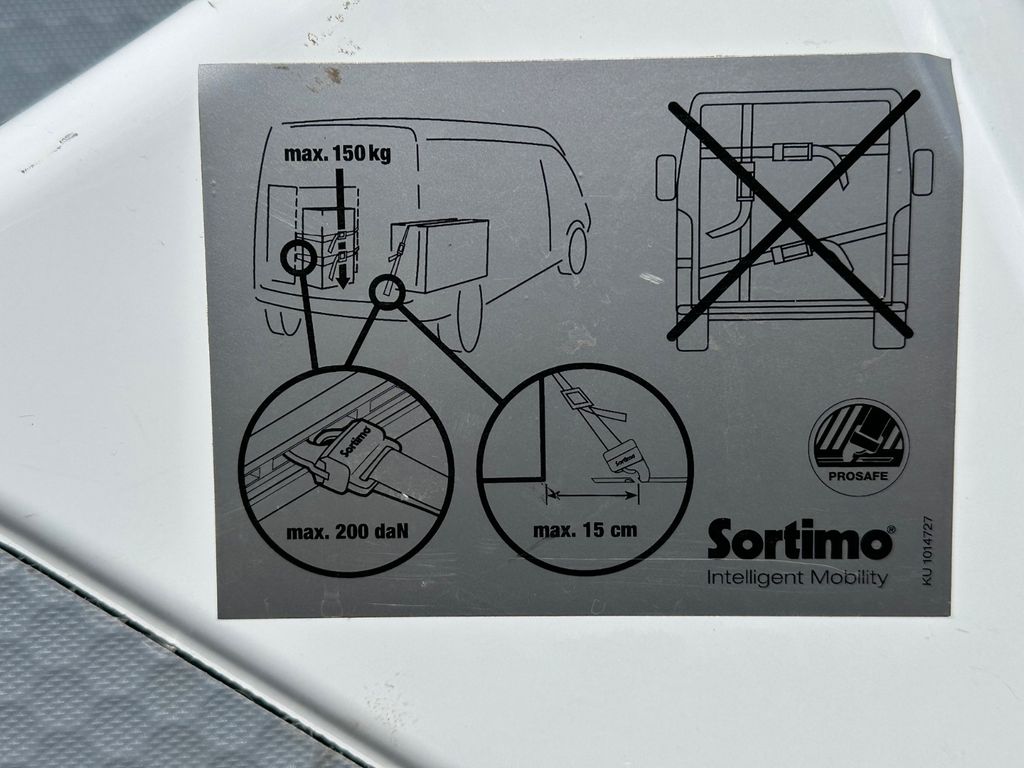 max. 150 kg
Sortimo
max. 200 daN
Sortimo
max. 15 cm
PROSAFE
Sortimo®
Intelligent Mobility
KU 1014727